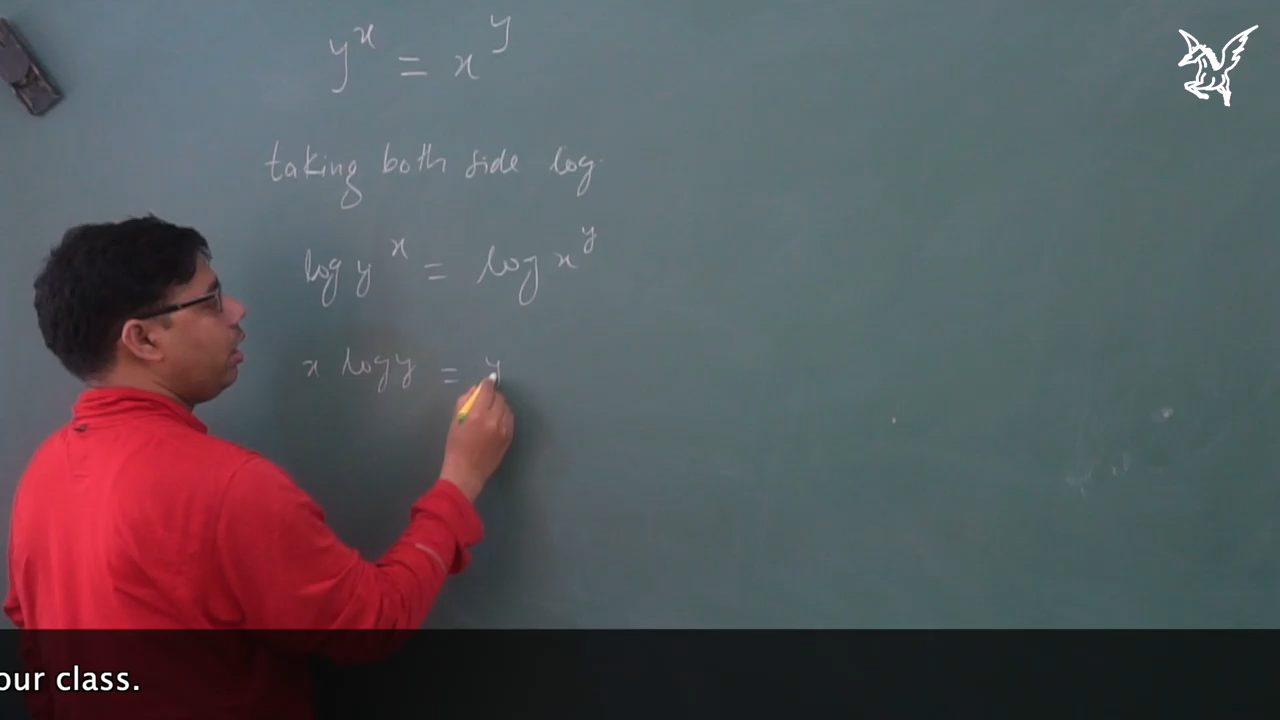 y^x = x^y
taking both side log.
log y^x = log x^y
x log y = y
our class.